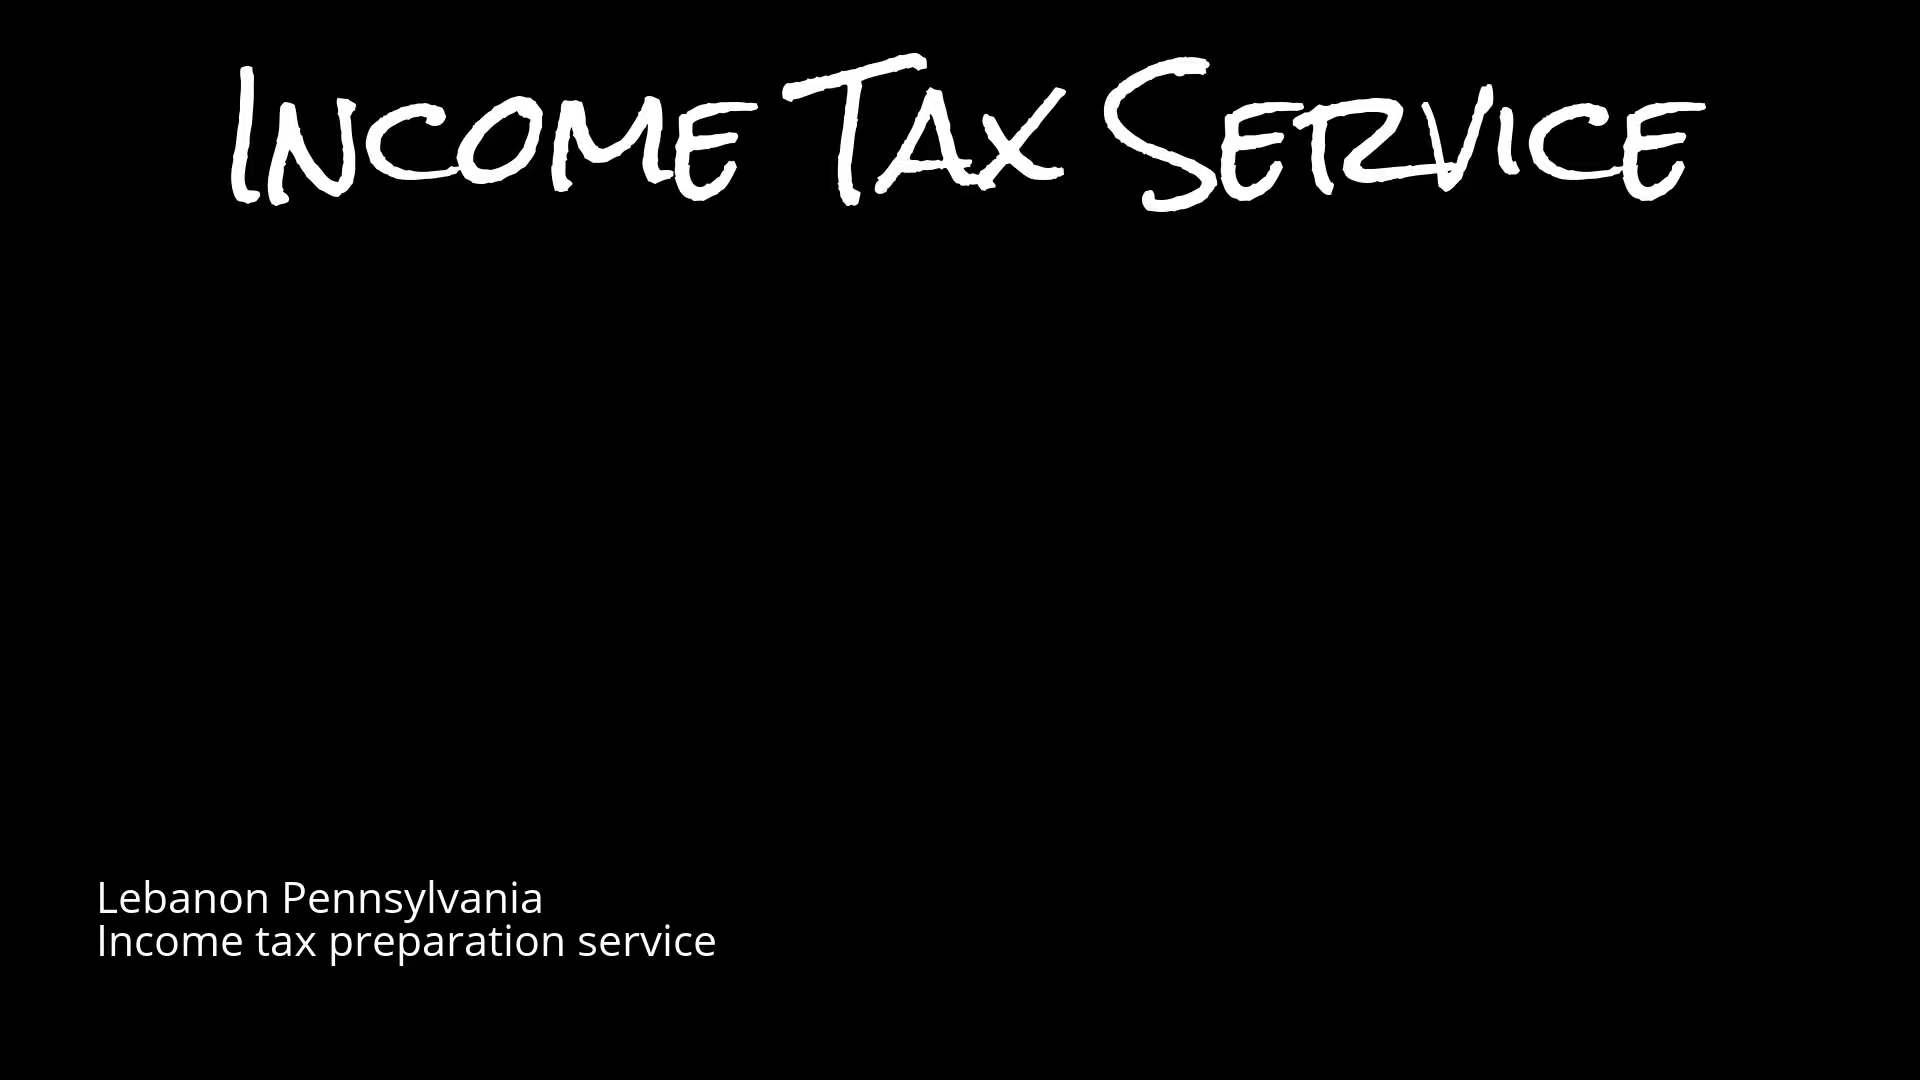 Income Tax Service
Lebanon Pennsylvania
Income tax preparation service